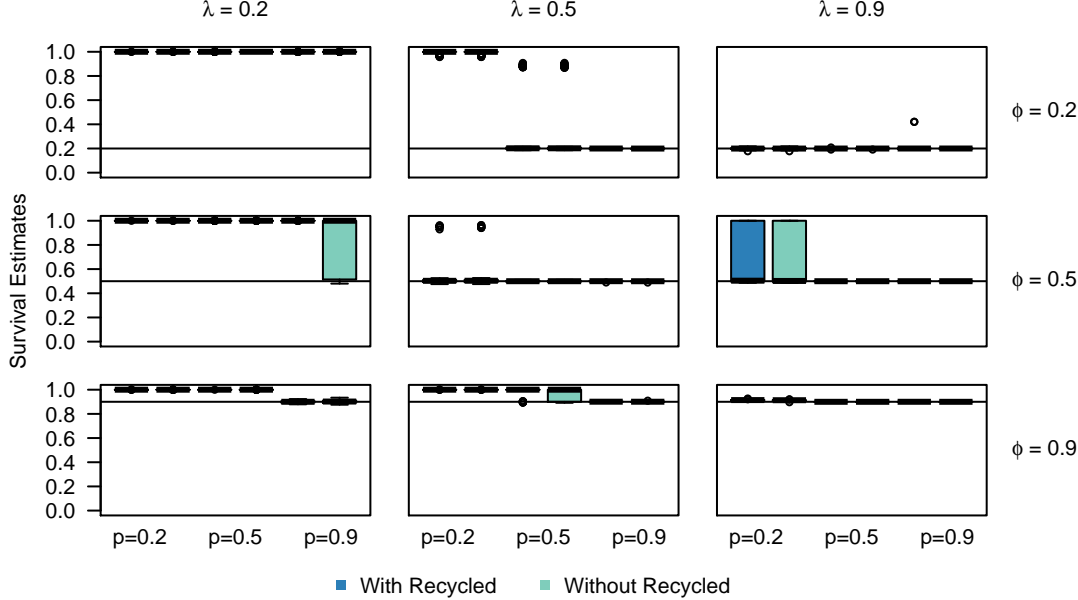 λ = 0.2 λ = 0.5 λ = 0.9
1.0
0.8
0.6
0.4
0.2
0.0
ϕ = 0.2
1.0
0.8
0.6
0.4
0.2
0.0
ϕ = 0.5
Survival Estimates
1.0
0.8
0.6
0.4
0.2
0.0
ϕ = 0.9
p=0.2 p=0.5 p=0.9 p=0.2 p=0.5 p=0.9 p=0.2 p=0.5 p=0.9
With Recycled Without Recycled